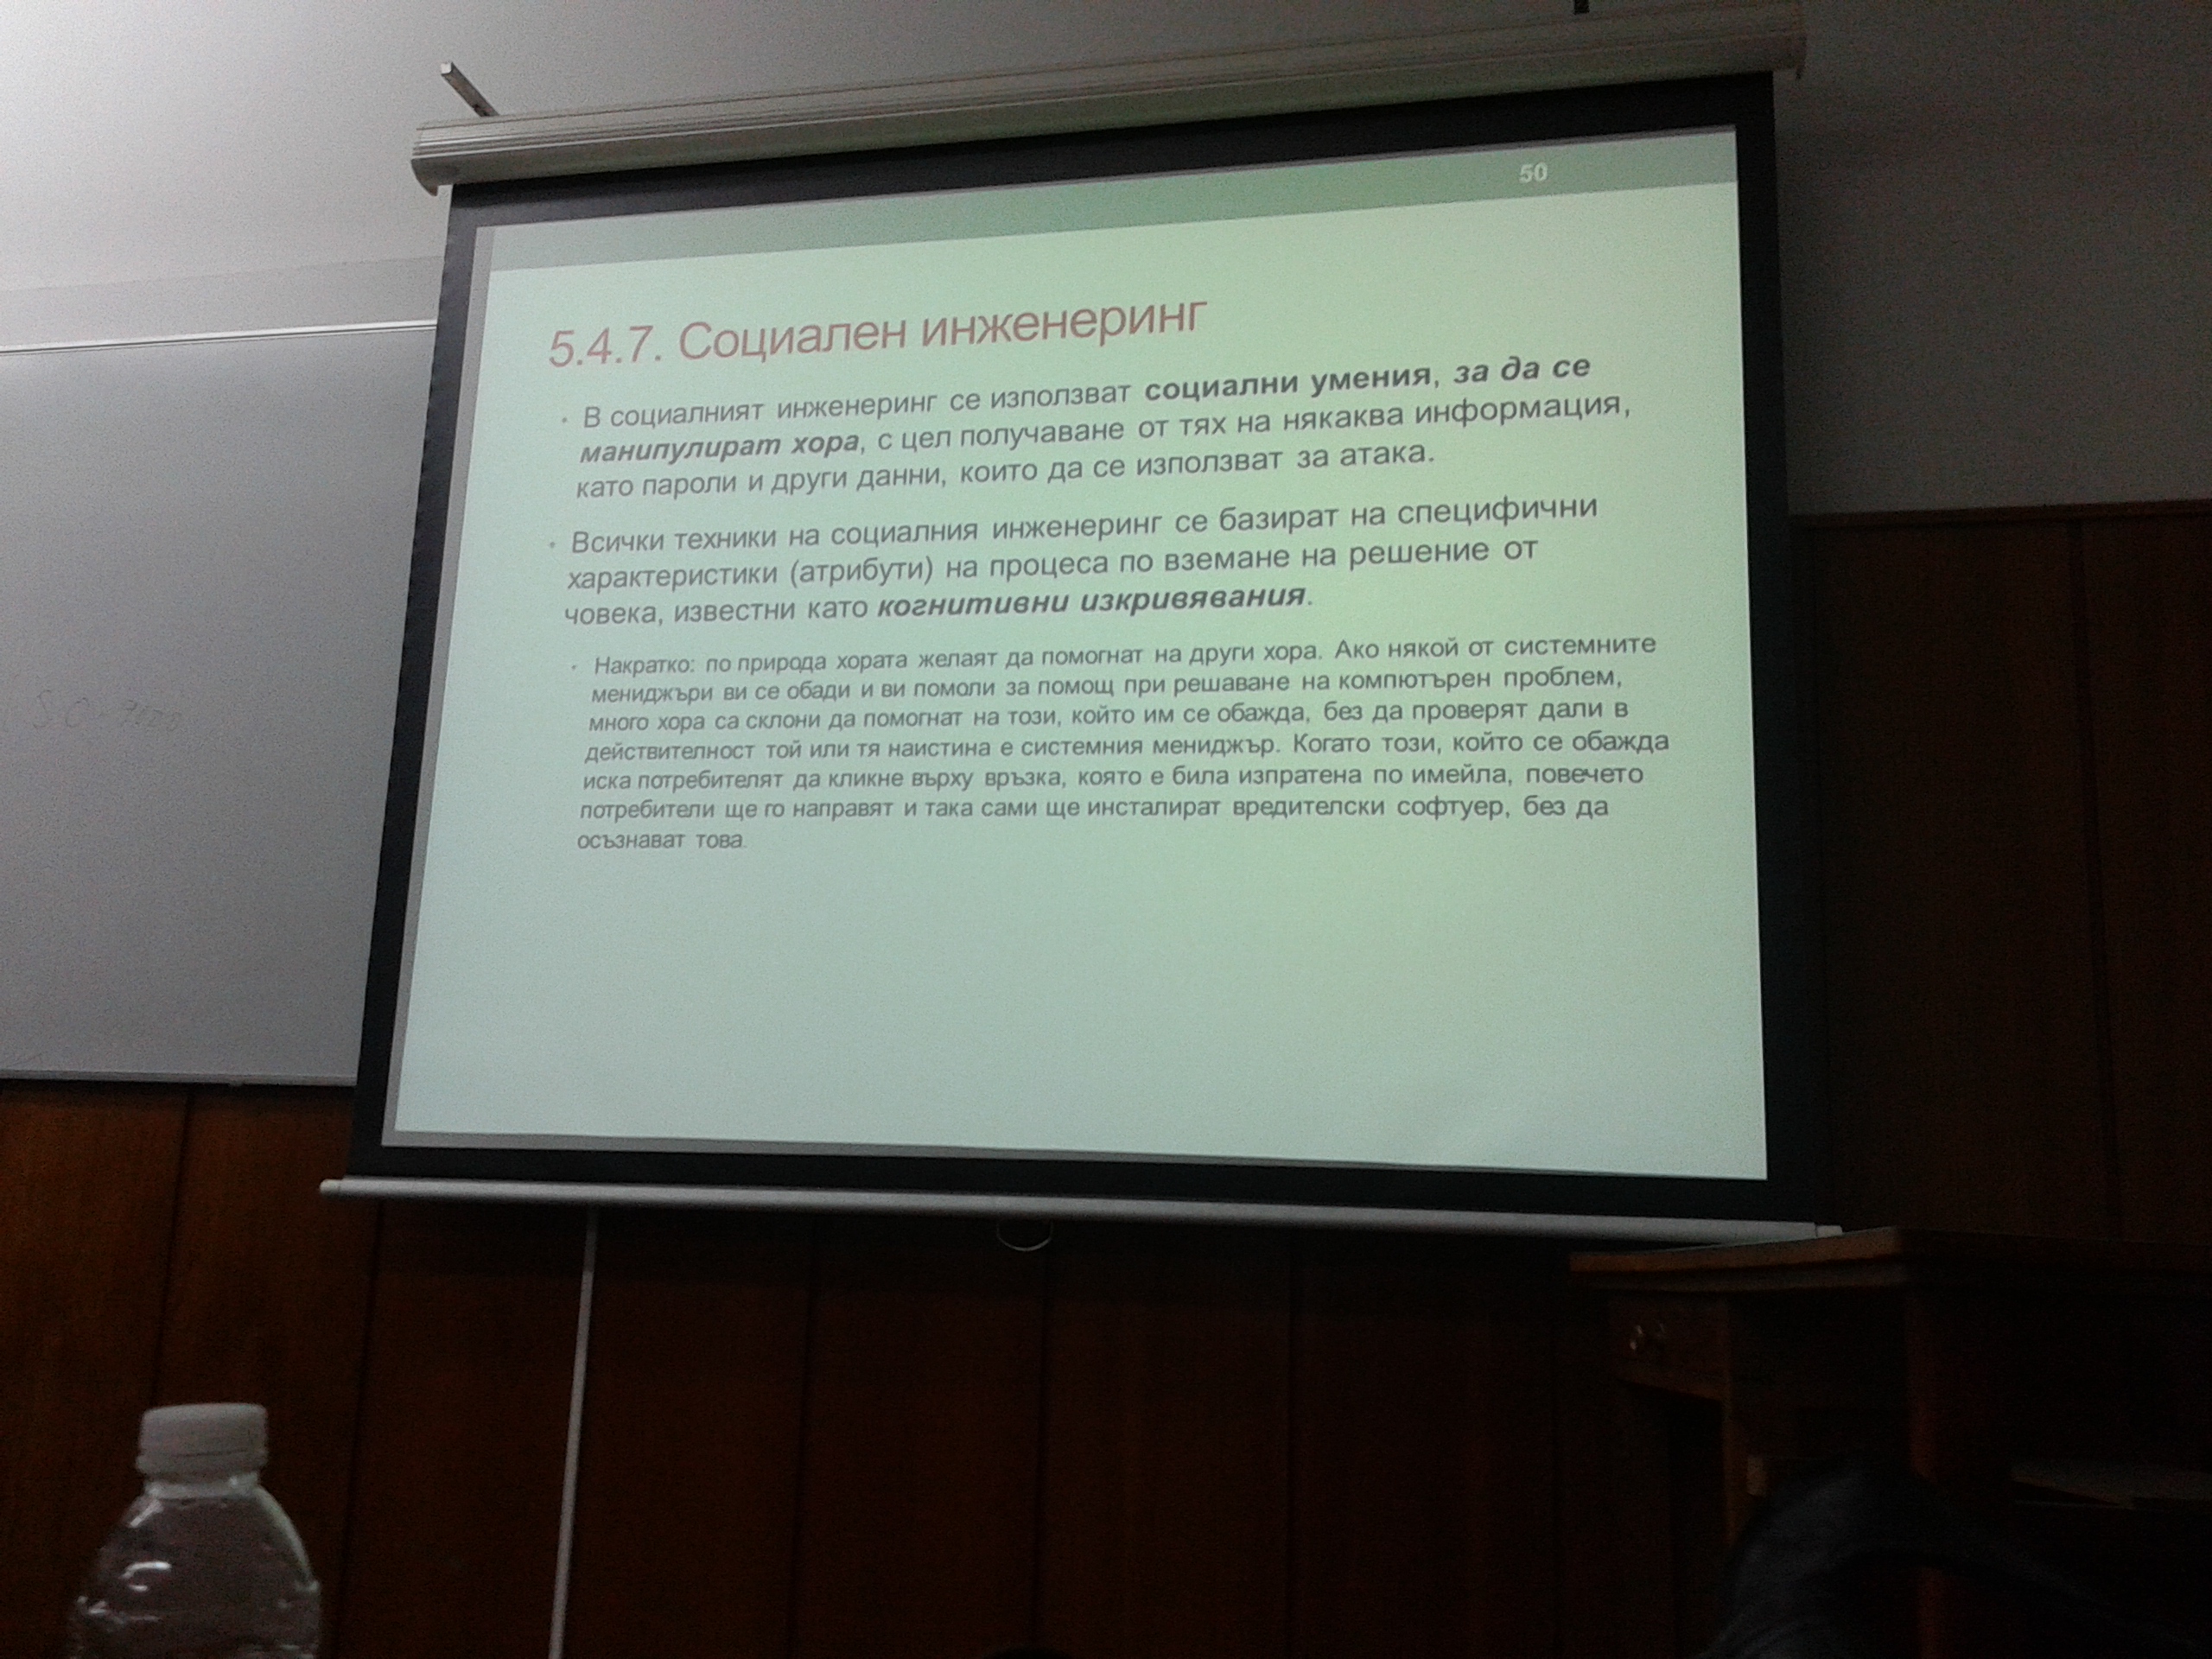 50
5.4.7. Социален инженеринг
• В социалният инженеринг се използват социални умения, за да се
манипулират хора, с цел получаване от тях на някаква информация,
като пароли и други данни, които да се използват за атака.
• Всички техники на социалния инженеринг се базират на специфични
характеристики (атрибути) на процеса по вземане на решение от
човека, известни като когнитивни изкривявания.
• Накратко: по природа хората желаят да помогнат на други хора. Ако някой от системните
мениджъри ви се обади и ви помоли за помощ при решаване на компютърен проблем,
много хора са склони да помогнат на този, който им се обажда, без да проверят дали в
действителност той или тя наистина е системния мениджър. Когато този, който се обажда
иска потребителят да кликне върху връзка, която е била изпратена по имейла, повечето
потребители ще го направят и така сами ще инсталират вредителски софтуер, без да
осъзнават това.